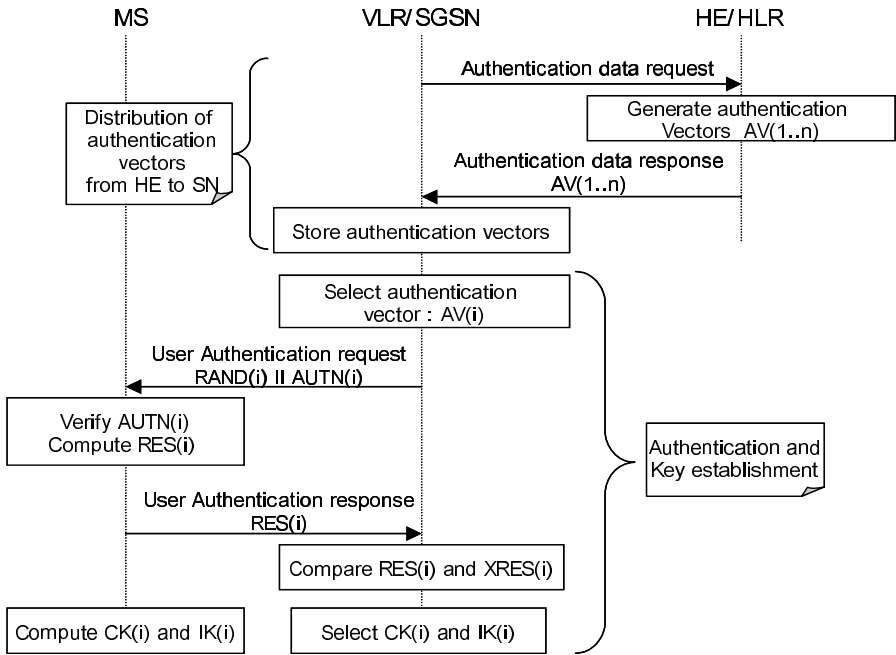 MS
VLR/SGSN
HE/HLR
Authentication data request
Distribution of
authentication
vectors
from HE to SN
Generate authentication
Vectors AV(1..n)
Authentication data response
AV(1..n)
Store authentication vectors
Select authentication
vector : AV(i)
User Authentication request
RAND(i) II AUTN(i)
Verify AUTN(i)
Compute RES(i)
Authentication and
Key establishment
User Authentication response
RES(i)
Compare RES(i) and XRES(i)
Compute CK(i) and IK(i)
Select CK(i) and IK(i)